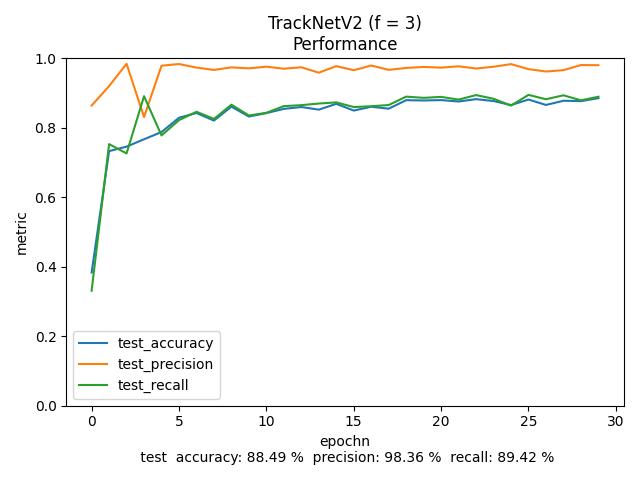 TrackNetV2 (f = 3)
Performance
1.0
0.8
0.6
0.4
0.2
0.0
metric
test_accuracy
test_precision
test_recall
0 5 10 15 20 25 30
epochn
test accuracy: 88.49 % precision: 98.36 % recall: 89.42 %